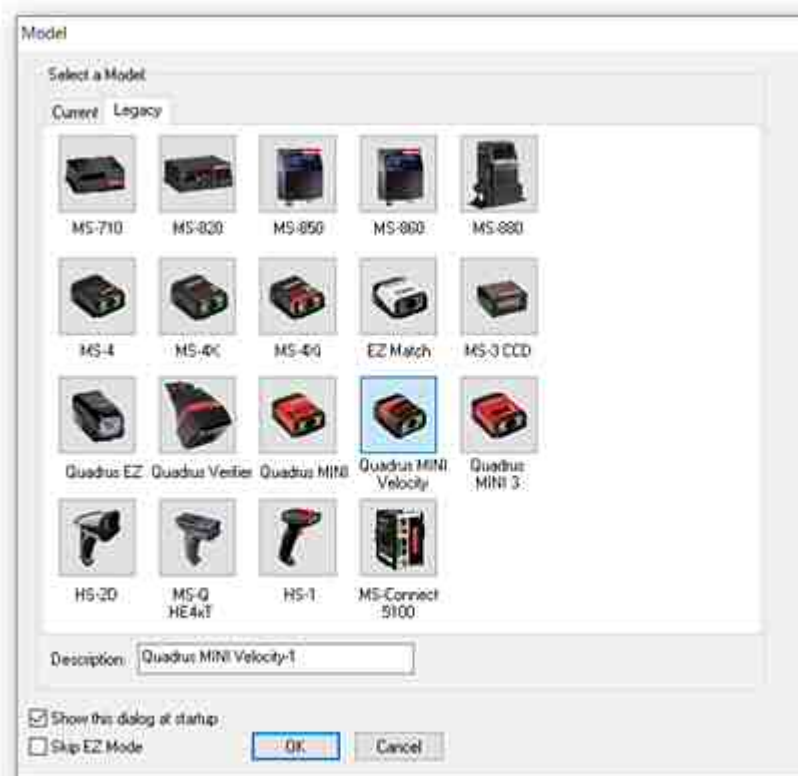 Model
Select a Model:
Current Legacy
MS-710 MS-820 MS-850 MS-860 MS-880
MS-4 MS-4X MS-4Xi EZ Match MS-3 CCD
Quadrus EZ Quadrus Verifier Quadrus MINI Quadrus MINI Quadrus
Velocity MINI 3
HS-2D MS-Q HS-1 MS-Connect
HE4xT 5100
Description: Quadrus MINI Velocity-1
Show this dialog at startup
Skip EZ Mode OK Cancel